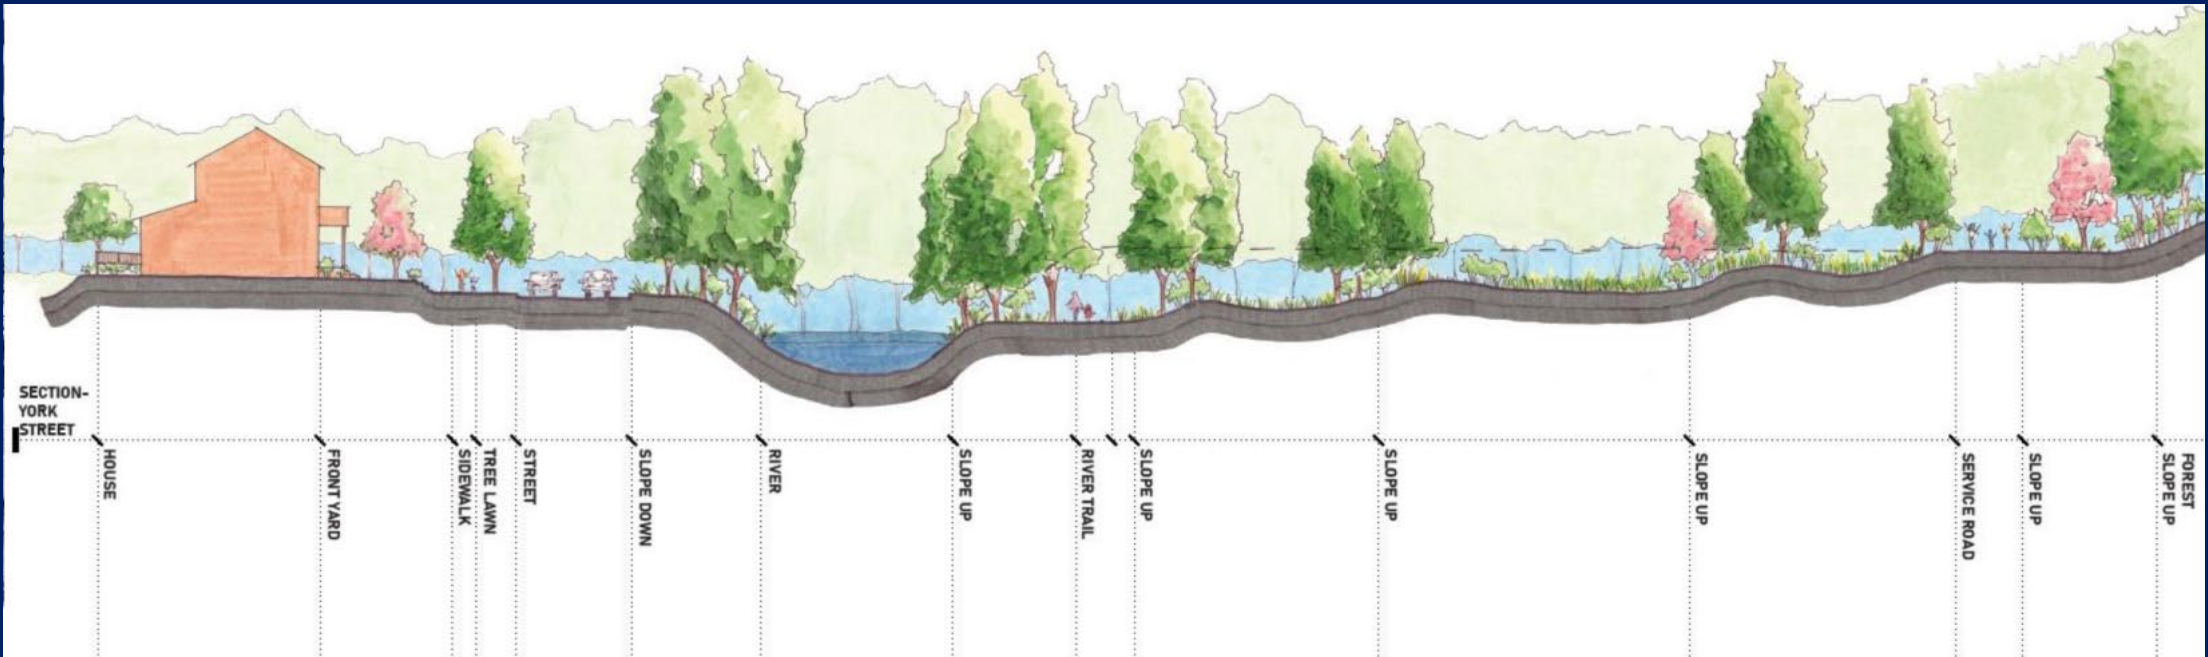 SECTION-
YORK
STREET
HOUSE
FRONT YARD
SIDEWALK
TREE LAWN
STREET
SLOPE DOWN
RIVER
SLOPE UP
RIVER TRAIL
SLOPE UP
SLOPE UP
SLOPE UP
SERVICE ROAD
SLOPE UP
FOREST
SLOPE UP